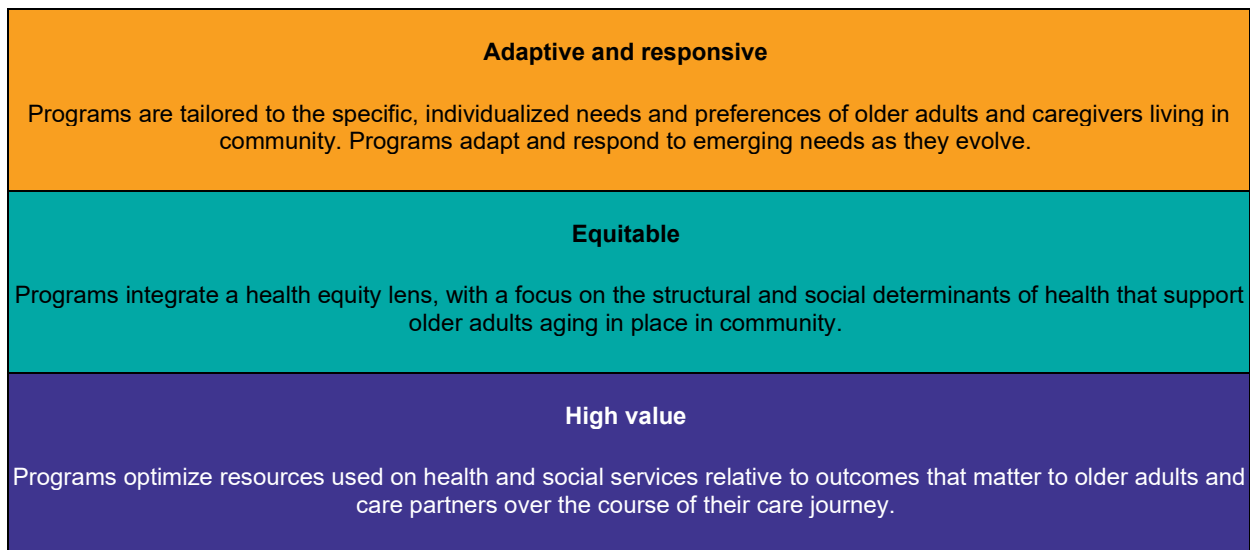 Adaptive and responsive
Programs are tailored to the specific, individualized needs and preferences of older adults and caregivers living in
community. Programs adapt and respond to emerging needs as they evolve.
Equitable
Programs integrate a health equity lens, with a focus on the structural and social determinants of health that support
older adults aging in place in community.
High value
Programs optimize resources used on health and social services relative to outcomes that matter to older adults and
care partners over the course of their care journey.